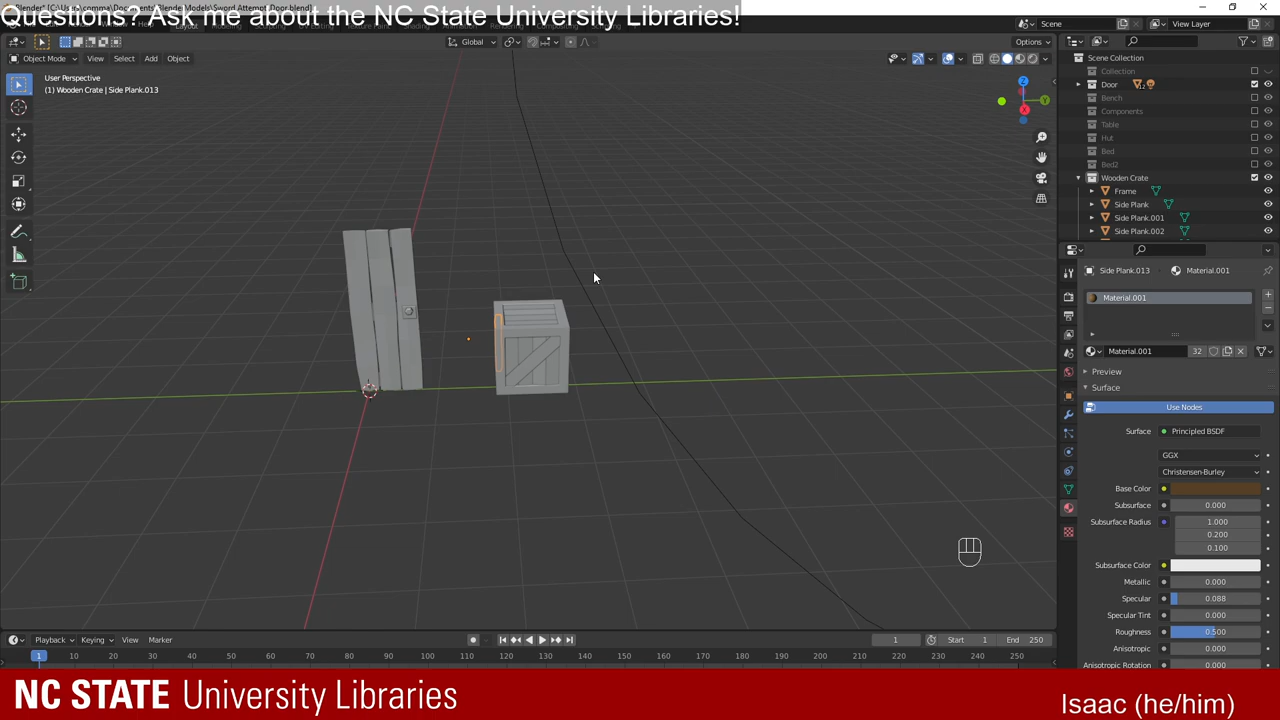 Questions? Ask me about the NC State University Libraries!
Scene
View Layer
Global
Options
Object Mode
View
Select
Add
Object
User Perspective
(1) Wooden Crate | Side Plank.013
Z
Y
X
Scene Collection
Collection
Door
12
Bench
Components
Table
Hut
Bed
Bed2
Wooden Crate
Frame
Side Plank
Side Plank.001
Side Plank.002
Side Plank.013
Material.001
Material.001
Material.001
32
Preview
Surface
Use Nodes
Surface
Principled BSDF
GGX
Christensen-Burley
Base Color
Subsurface
0.000
Subsurface Radius
1.000
0.200
0.100
Subsurface Color
Metallic
0.000
Specular
0.088
Specular Tint
0.000
Roughness
0.500
Anisotropic
0.000
Anisotropic Rotation
0.000
Playback
Keying
View
Marker
1
Start
1
End
250
1
10
20
30
40
50
60
70
80
90
100
110
120
130
140
150
160
170
180
190
200
210
220
230
240
250
NC STATE University Libraries
Isaac (he/him)